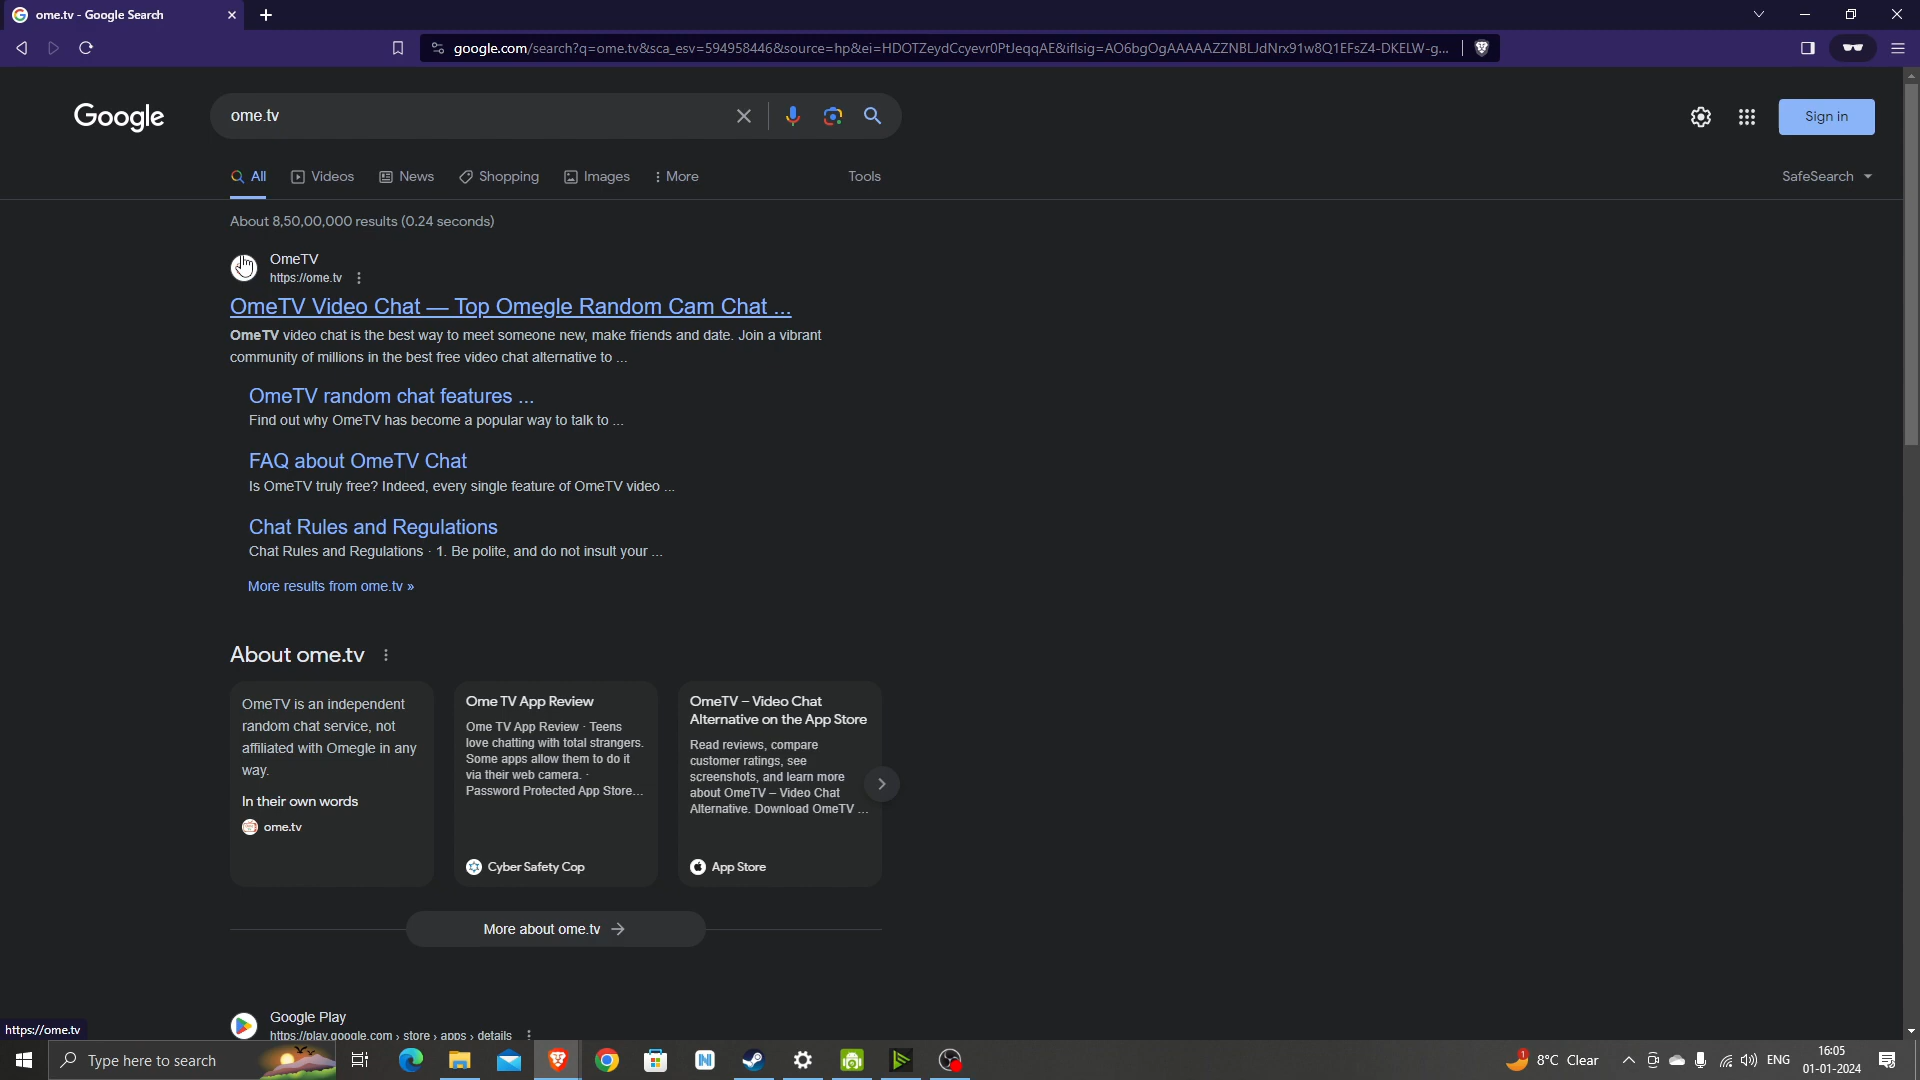 ome.tv - Google Search
google.com/search?q=ome.tv&sca_esv=594958446&source=hp&ei=HDOTZeydCcyevr0PtJeqqAE&iflsig=AO6bgOgAAAAAZZNBLJdNrx91w8Q1EFsZ4-DKELW-g...
Google
ome.tv
Sign in
All
Videos
News
Shopping
Images
More
Tools
SafeSearch
About 8,50,00,000 results (0.24 seconds)
OmeTV
https://ome.tv
OmeTV Video Chat — Top Omegle Random Cam Chat ...
OmeTV video chat is the best way to meet someone new, make friends and date. Join a vibrant
community of millions in the best free video chat alternative to ...
OmeTV random chat features ...
Find out why OmeTV has become a popular way to talk to ...
FAQ about OmeTV Chat
Is OmeTV truly free? Indeed, every single feature of OmeTV video ...
Chat Rules and Regulations
Chat Rules and Regulations · 1. Be polite, and do not insult your ...
More results from ome.tv »
About ome.tv
OmeTV is an independent
random chat service, not
affiliated with Omegle in any
way.
In their own words
ome.tv
Ome TV App Review
Ome TV App Review · Teens
love chatting with total strangers.
Some apps allow them to do it
via their web camera. ·
Password Protected App Store...
Cyber Safety Cop
OmeTV – Video Chat
Alternative on the App Store
Read reviews, compare
customer ratings, see
screenshots, and learn more
about OmeTV – Video Chat
Alternative. Download OmeTV ...
App Store
More about ome.tv →
Google Play
https://play.google.com › store › apps › details
https://ome.tv
Type here to search
1
8°C Clear
ENG
16:05
01-01-2024